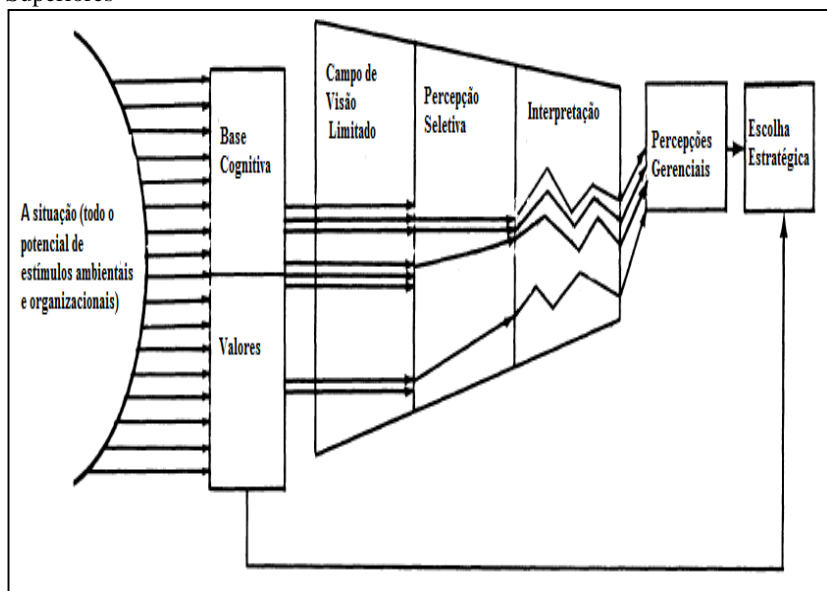 Superiores
A situação (todo o
potencial de
estímulos ambientais
e organizacionais)
Base
Cognitiva
Valores
Campo de
Visão
Limitado
Percepção
Seletiva
Interpretação
Percepções
Gerenciais
Escolha
Estratégica